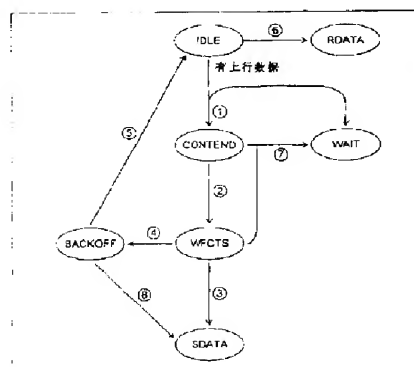 IDLE
⑥
RDATA
有上行数据
①
⑤
CONTEND
⑦
WAIT
②
BACKOFF
④
WFCTS
⑧
③
SDATA